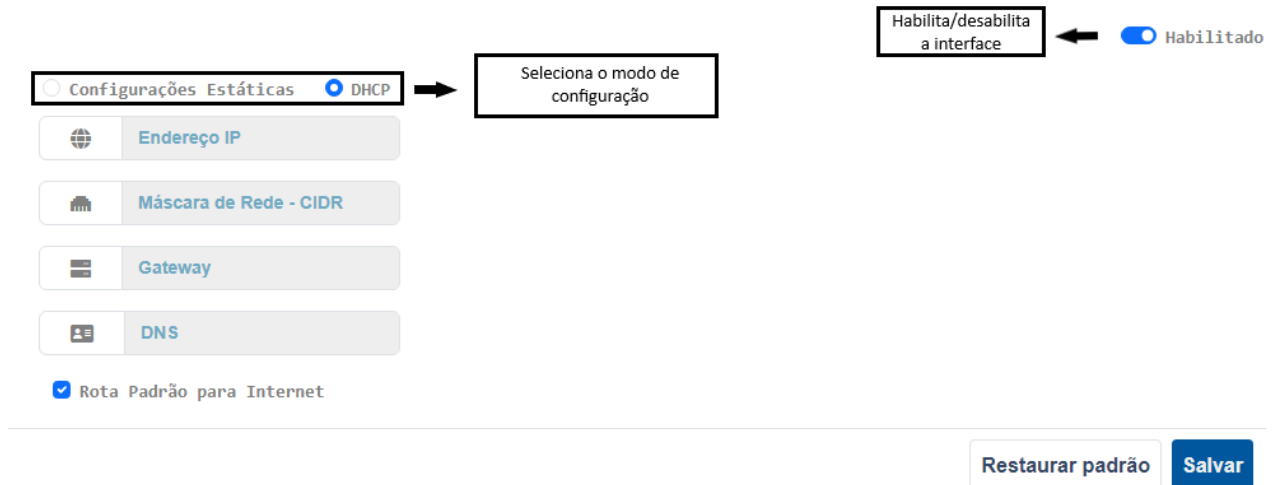 Habilita/desabilita
a interface
Habilitado
Configurações Estáticas DHCP
Seleciona o modo de
configuração
Endereço IP
Máscara de Rede - CIDR
Gateway
DNS
Rota Padrão para Internet
Restaurar padrão Salvar